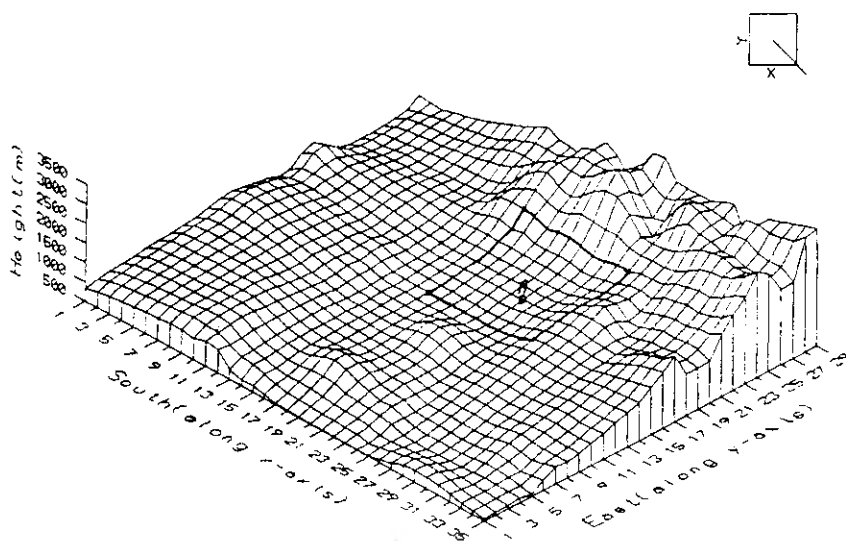 Y
X
Height(m)
3500
3000
2500
2000
1500
1000
500
1 3 5 7 9 11 13 15 17 19 21 23 25 27 29 31 33 35
South(along x-axis)
1 3 5 7 9 11 13 15 17 19 21 23 25 27 29
East(along y-axis)